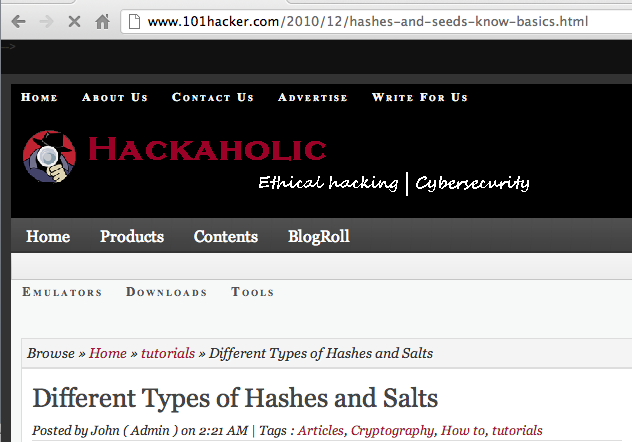 www.101hacker.com/2010/12/hashes-and-seeds-know-basics.html
-->
Home About Us Contact Us Advertise Write For Us
Hackaholic
Ethical hacking | Cybersecurity
Home Products Contents BlogRoll
Emulators Downloads Tools
Browse » Home » tutorials » Different Types of Hashes and Salts
Different Types of Hashes and Salts
Posted by John ( Admin ) on 2:21 AM | Tags : Articles, Cryptography, How to, tutorials